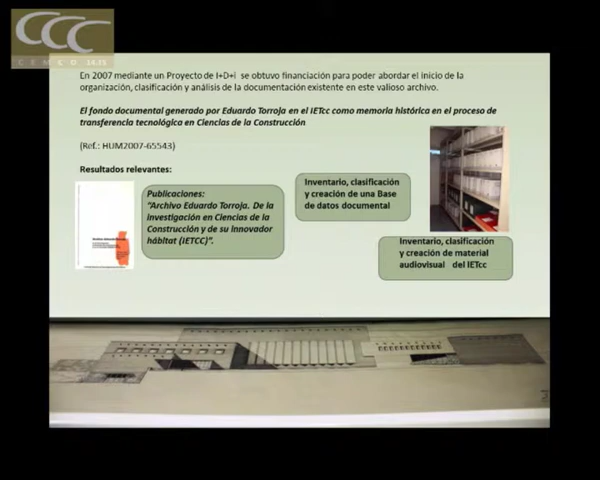 CCC
CEMCO
En 2007 mediante un Proyecto de I+D+i se obtuvo financiación para poder abordar el inicio de la
organización, clasificación y análisis de la documentación existente en este valioso archivo.
El fondo documental generado por Eduardo Torroja en el IETcc como memoria histórica en el proceso de
transferencia tecnológica en Ciencias de la Construcción
(Ref.: HUM2007-65543)
Resultados relevantes:
Publicaciones:
"Archivo Eduardo Torroja. De la
investigación en Ciencias de la
Construcción y de su innovador
hábitat (IETCC)".
Inventario, clasificación
y creación de una Base
de datos documental
Inventario, clasificación
y creación de material
audiovisual del IETcc